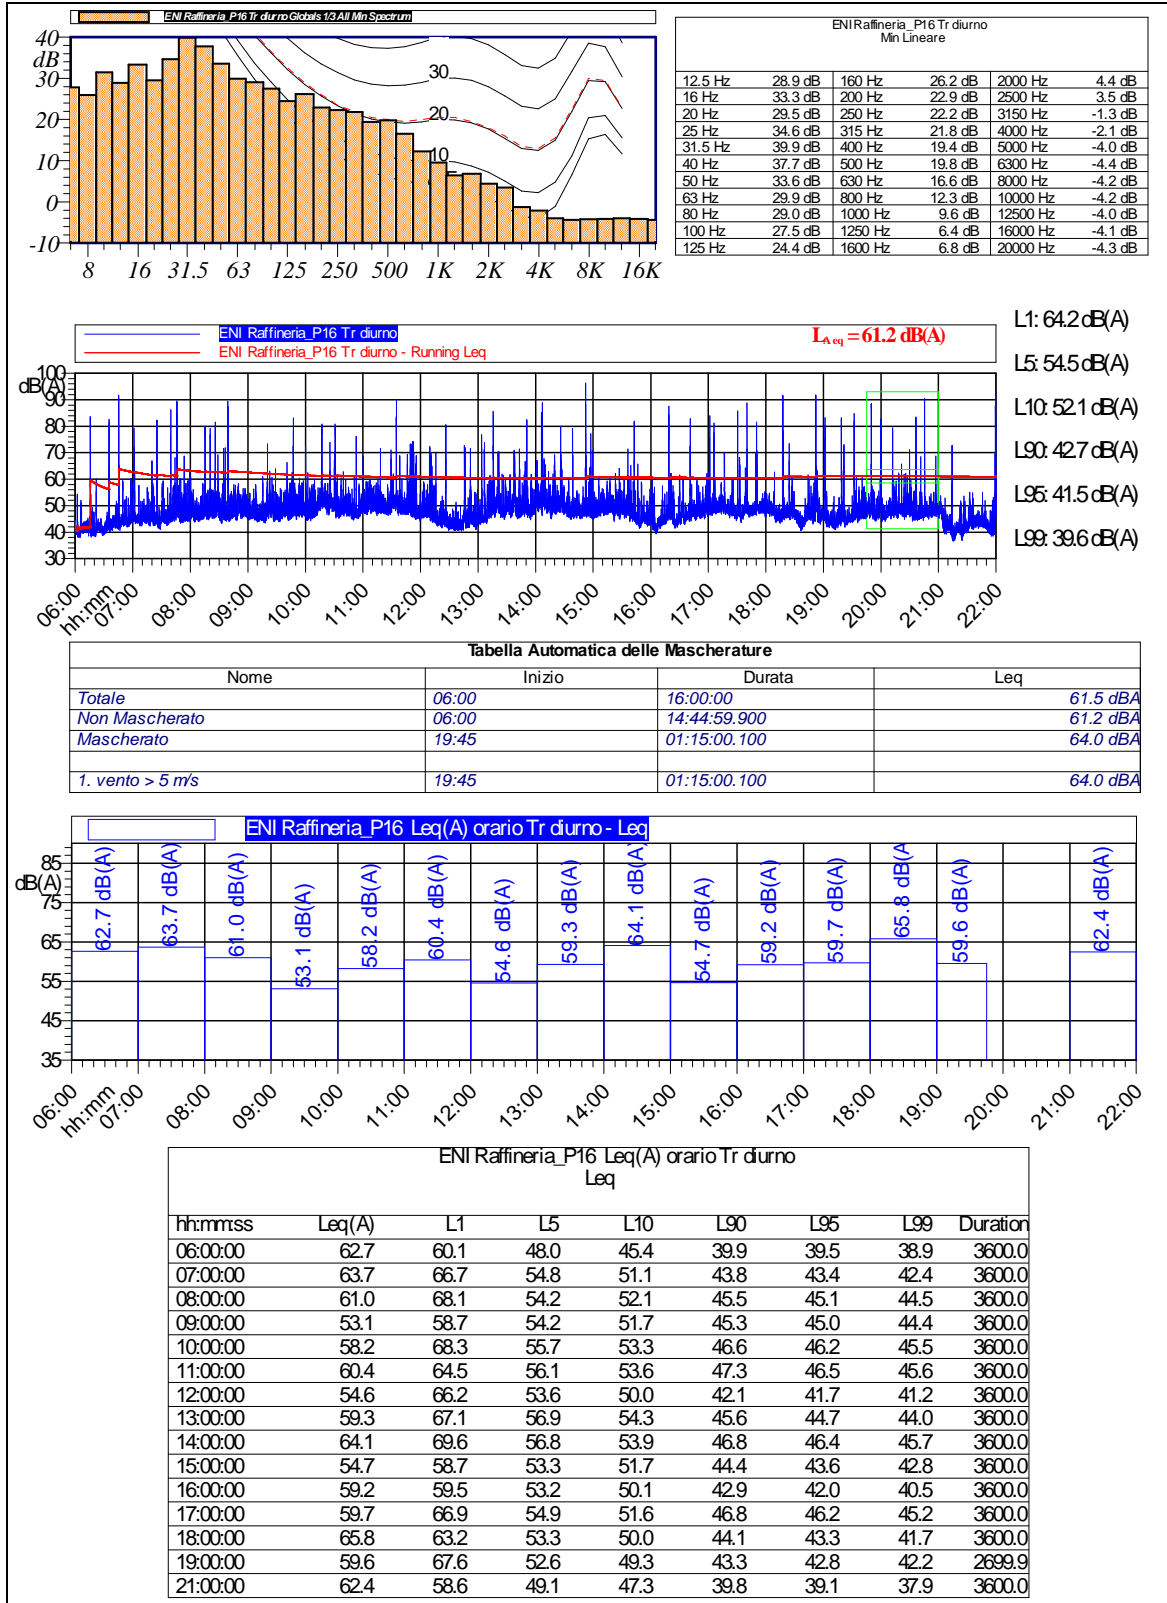 ENI Raffineria_P16 Tr diurno Globals 1/3 All Min Spectrum
40
dB
30
20
10
0
-10
30
20
10
8 16 31.5 63 125 250 500 1K 2K 4K 8K 16K
ENI Raffineria_P16 Tr diurno
Min Lineare
12.5 Hz 28.9 dB 160 Hz 26.2 dB 2000 Hz 4.4 dB
16 Hz 33.3 dB 200 Hz 22.9 dB 2500 Hz 3.5 dB
20 Hz 29.5 dB 250 Hz 22.2 dB 3150 Hz -1.3 dB
25 Hz 34.6 dB 315 Hz 21.8 dB 4000 Hz -2.1 dB
31.5 Hz 39.9 dB 400 Hz 19.4 dB 5000 Hz -4.0 dB
40 Hz 37.7 dB 500 Hz 19.8 dB 6300 Hz -4.4 dB
50 Hz 33.6 dB 630 Hz 16.6 dB 8000 Hz -4.2 dB
63 Hz 29.9 dB 800 Hz 12.3 dB 10000 Hz -4.2 dB
80 Hz 29.0 dB 1000 Hz 9.6 dB 12500 Hz -4.0 dB
100 Hz 27.5 dB 1250 Hz 6.4 dB 16000 Hz -4.1 dB
125 Hz 24.4 dB 1600 Hz 6.8 dB 20000 Hz -4.3 dB
ENI Raffineria_P16 Tr diurno
ENI Raffineria_P16 Tr diurno - Running Leq
LAeq = 61.2 dB(A)
L1: 64.2 dB(A)
L5: 54.5 dB(A)
L10: 52.1 dB(A)
L90: 42.7 dB(A)
L95: 41.5 dB(A)
L99: 39.6 dB(A)
dB(A)
100
90
80
70
60
50
40
30
hh:mm
06:00 07:00 08:00 09:00 10:00 11:00 12:00 13:00 14:00 15:00 16:00 17:00 18:00 19:00 20:00 21:00 22:00
Tabella Automatica delle Mascherature
Nome Inizio Durata Leq
Totale 06:00 16:00:00 61.5 dBA
Non Mascherato 06:00 14:44:59.900 61.2 dBA
Mascherato 19:45 01:15:00.100 64.0 dBA
1. vento > 5 m/s 19:45 01:15:00.100 64.0 dBA
ENI Raffineria_P16 Leq(A) orario Tr diurno - Leq
dB(A)
85
75
65
55
45
35
62.7 dB(A) 63.7 dB(A) 61.0 dB(A) 53.1 dB(A) 58.2 dB(A) 60.4 dB(A) 54.6 dB(A) 59.3 dB(A) 64.1 dB(A) 54.7 dB(A) 59.2 dB(A) 59.7 dB(A) 65.8 dB(A 59.6 dB(A) 62.4 dB(A)
hh:mm
06:00 07:00 08:00 09:00 10:00 11:00 12:00 13:00 14:00 15:00 16:00 17:00 18:00 19:00 20:00 21:00 22:00
ENI Raffineria_P16 Leq(A) orario Tr diurno
Leq
hh:mm:ss Leq(A) L1 L5 L10 L90 L95 L99 Duration
06:00:00 62.7 60.1 48.0 45.4 39.9 39.5 38.9 3600.0
07:00:00 63.7 66.7 54.8 51.1 43.8 43.4 42.4 3600.0
08:00:00 61.0 68.1 54.2 52.1 45.5 45.1 44.5 3600.0
09:00:00 53.1 58.7 54.2 51.7 45.3 45.0 44.4 3600.0
10:00:00 58.2 68.3 55.7 53.3 46.6 46.2 45.5 3600.0
11:00:00 60.4 64.5 56.1 53.6 47.3 46.5 45.6 3600.0
12:00:00 54.6 66.2 53.6 50.0 42.1 41.7 41.2 3600.0
13:00:00 59.3 67.1 56.9 54.3 45.6 44.7 44.0 3600.0
14:00:00 64.1 69.6 56.8 53.9 46.8 46.4 45.7 3600.0
15:00:00 54.7 58.7 53.3 51.7 44.4 43.6 42.8 3600.0
16:00:00 59.2 59.5 53.2 50.1 42.9 42.0 40.5 3600.0
17:00:00 59.7 66.9 54.9 51.6 46.8 46.2 45.2 3600.0
18:00:00 65.8 63.2 53.3 50.0 44.1 43.3 41.7 3600.0
19:00:00 59.6 67.6 52.6 49.3 43.3 42.8 42.2 2699.9
21:00:00 62.4 58.6 49.1 47.3 39.8 39.1 37.9 3600.0